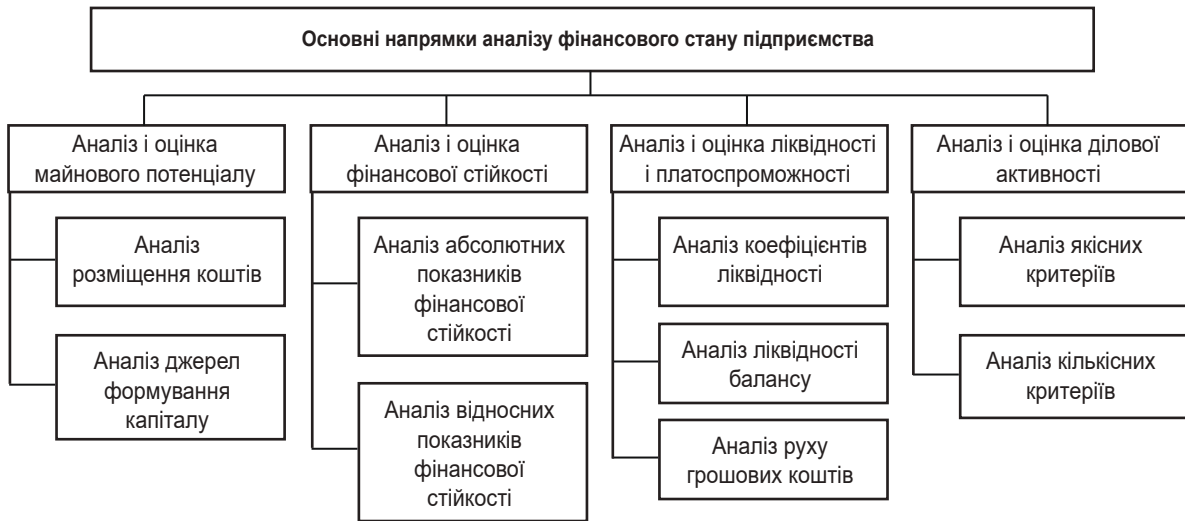 Основні напрямки аналізу фінансового стану підприємства
Аналіз і оцінка
майнового потенціалу
Аналіз
розміщення коштів
Аналіз джерел
формування
капіталу
Аналіз і оцінка
фінансової стійкості
Аналіз абсолютних
показників
фінансової
стійкості
Аналіз відносних
показників
фінансової
стійкості
Аналіз і оцінка ліквідності
і платоспроможності
Аналіз коефіцієнтів
ліквідності
Аналіз ліквідності
балансу
Аналіз руху
грошових коштів
Аналіз і оцінка ділової
активності
Аналіз якісних
критеріїв
Аналіз кількісних
критеріїв